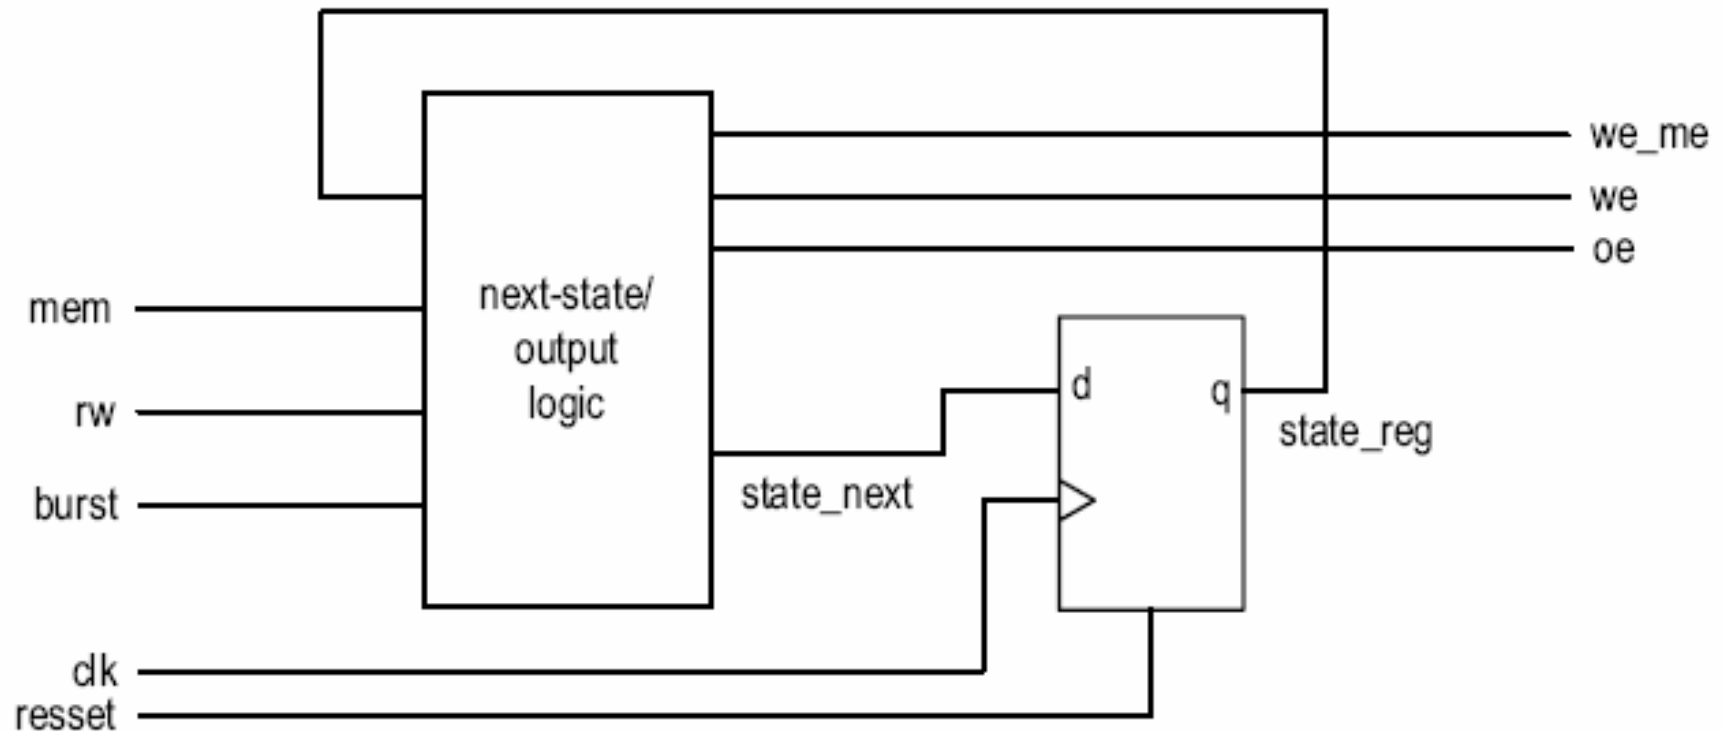 we_me
we
oe
mem
next-state/
output
logic
rw
burst
d
q
state_reg
state_next
clk
resset